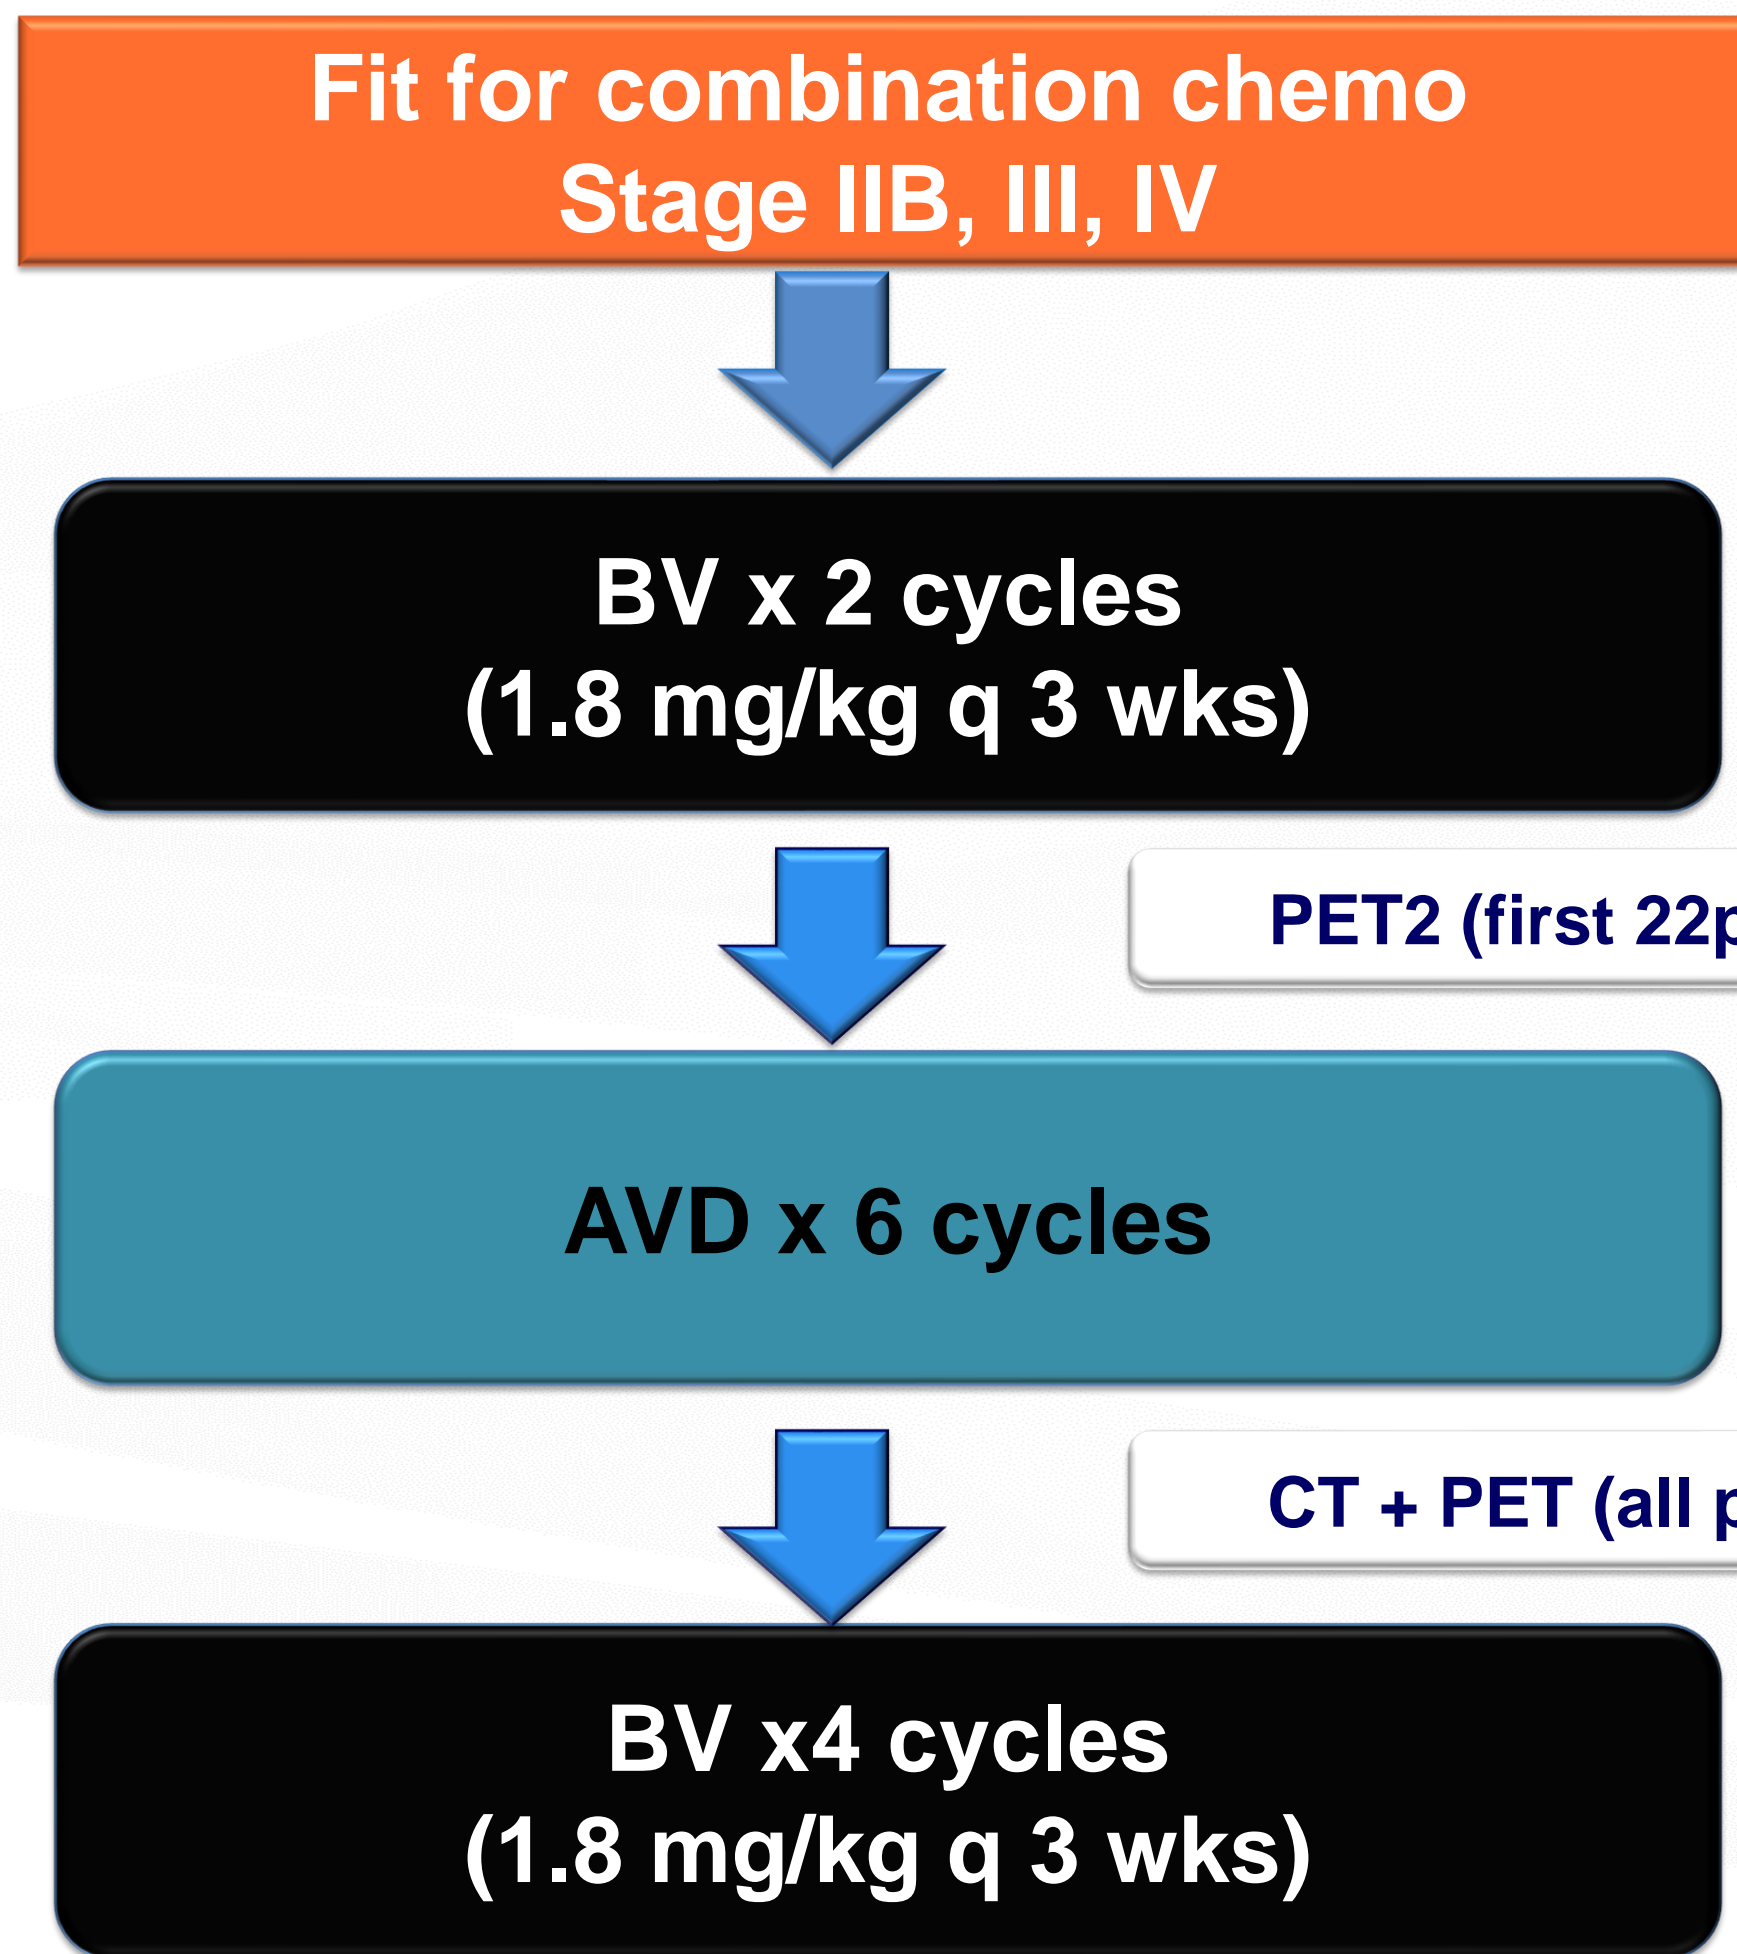 Fit for combination chemo
Stage IIB, III, IV
BV x 2 cycles
(1.8 mg/kg q 3 wks)
PET2 (first 22p
AVD x 6 cycles
CT + PET (all p
BV x4 cycles
(1.8 mg/kg q 3 wks)